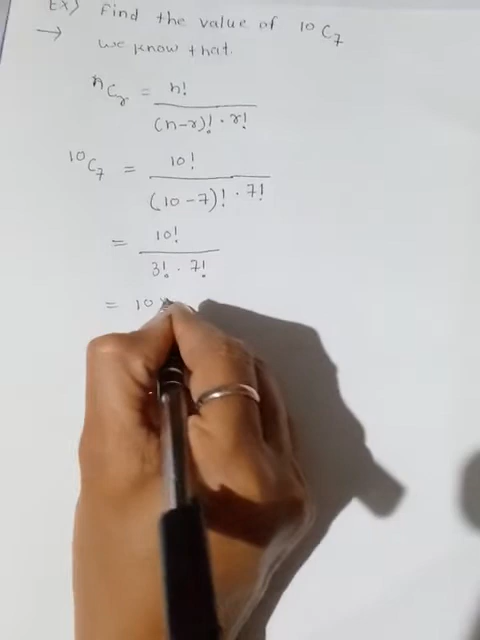 Ex) Find the value of ¹⁰C₇
→ we know that.
ⁿCᵣ = n! / (n-r)! · r!
¹⁰C₇ = 10! / (10-7)! · 7!
= 10! / 3! · 7!
= 10